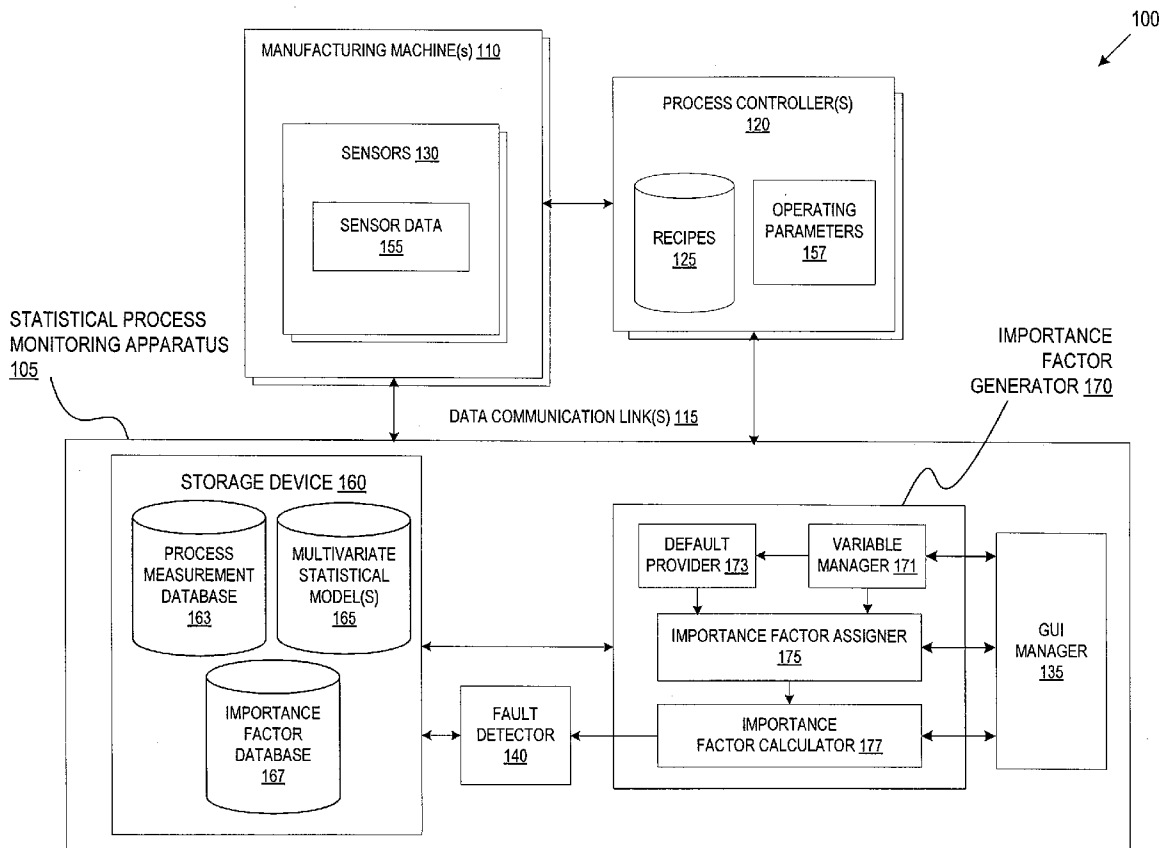 100
MANUFACTURING MACHINE(s) 110
SENSORS 130
SENSOR DATA
155
PROCESS CONTROLLER(S)
120
RECIPES
125
OPERATING
PARAMETERS
157
STATISTICAL PROCESS
MONITORING APPARATUS
105
IMPORTANCE
FACTOR
GENERATOR 170
DATA COMMUNICATION LINK(S) 115
STORAGE DEVICE 160
PROCESS
MEASUREMENT
DATABASE
163
MULTIVARIATE
STATISTICAL
MODEL(S)
165
IMPORTANCE
FACTOR
DATABASE
167
FAULT
DETECTOR
140
DEFAULT
PROVIDER 173
VARIABLE
MANAGER 171
IMPORTANCE FACTOR ASSIGNER
175
IMPORTANCE
FACTOR CALCULATOR 177
GUI
MANAGER
135